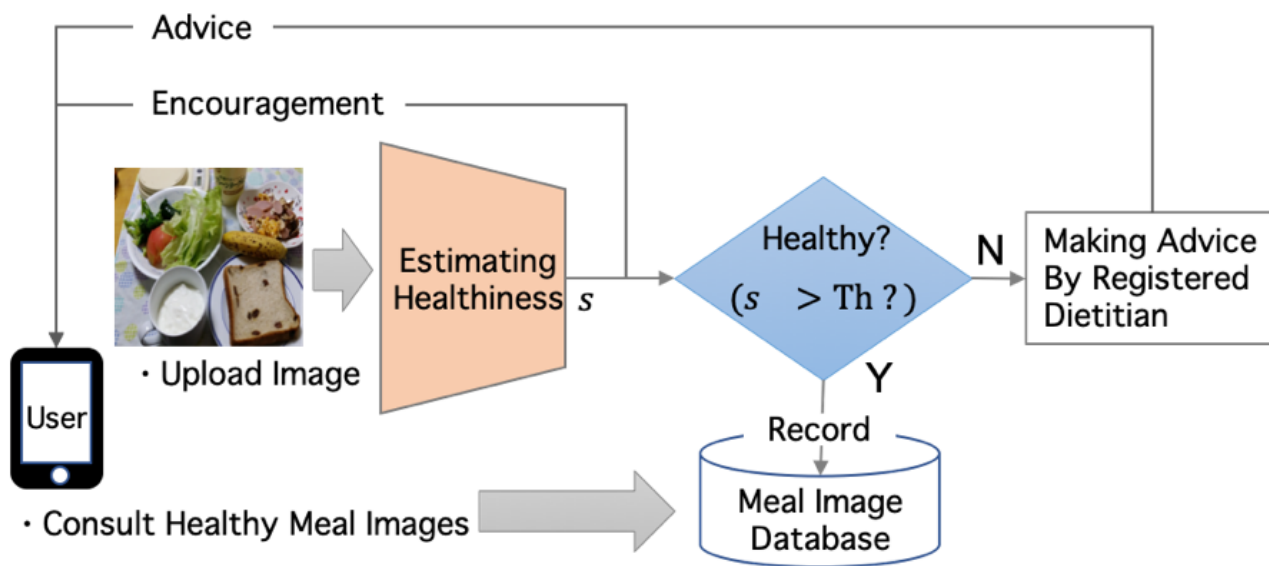 Advice
Encouragement
Estimating
Healthiness
s
Healthy?
(s > Th ? )
N
Making Advice
By Registered
Dietitian
・Upload Image
User
Y
Record
Meal Image
Database
・Consult Healthy Meal Images